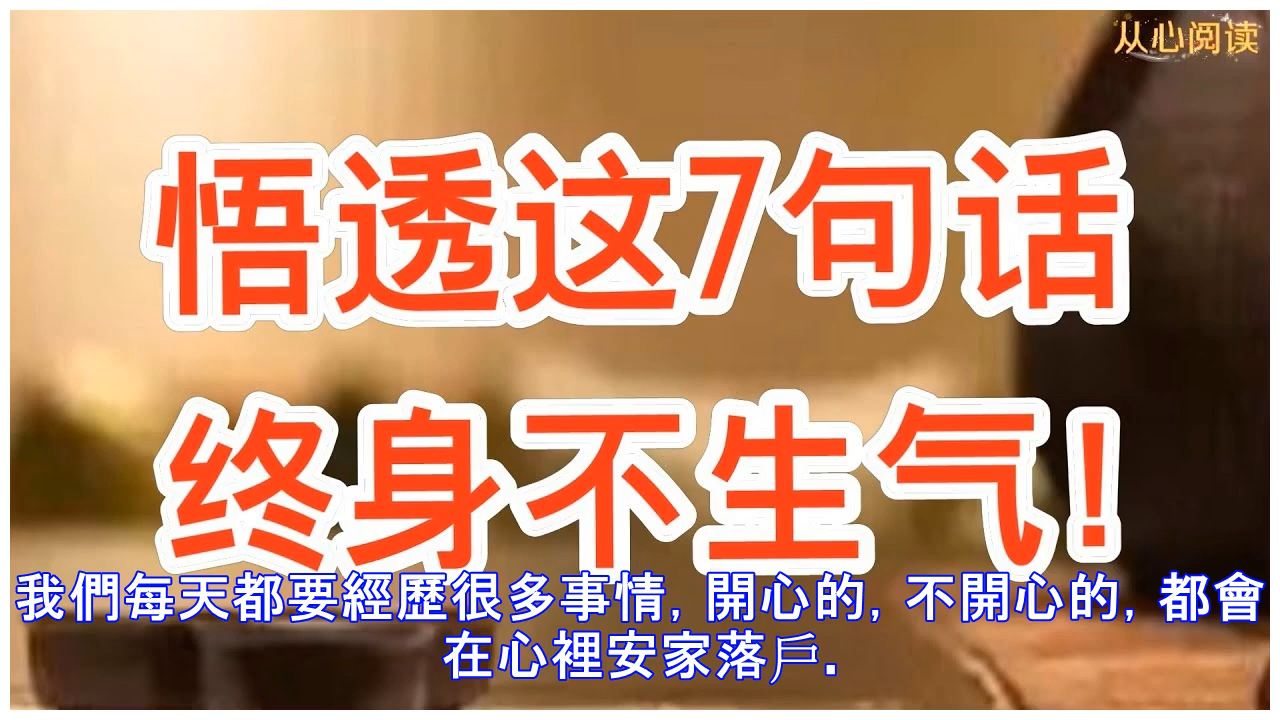 从心阅读
悟透这7句话
终身不生气!
我們每天都要經歷很多事情, 開心的, 不開心的, 都會
在心裡安家落戶.